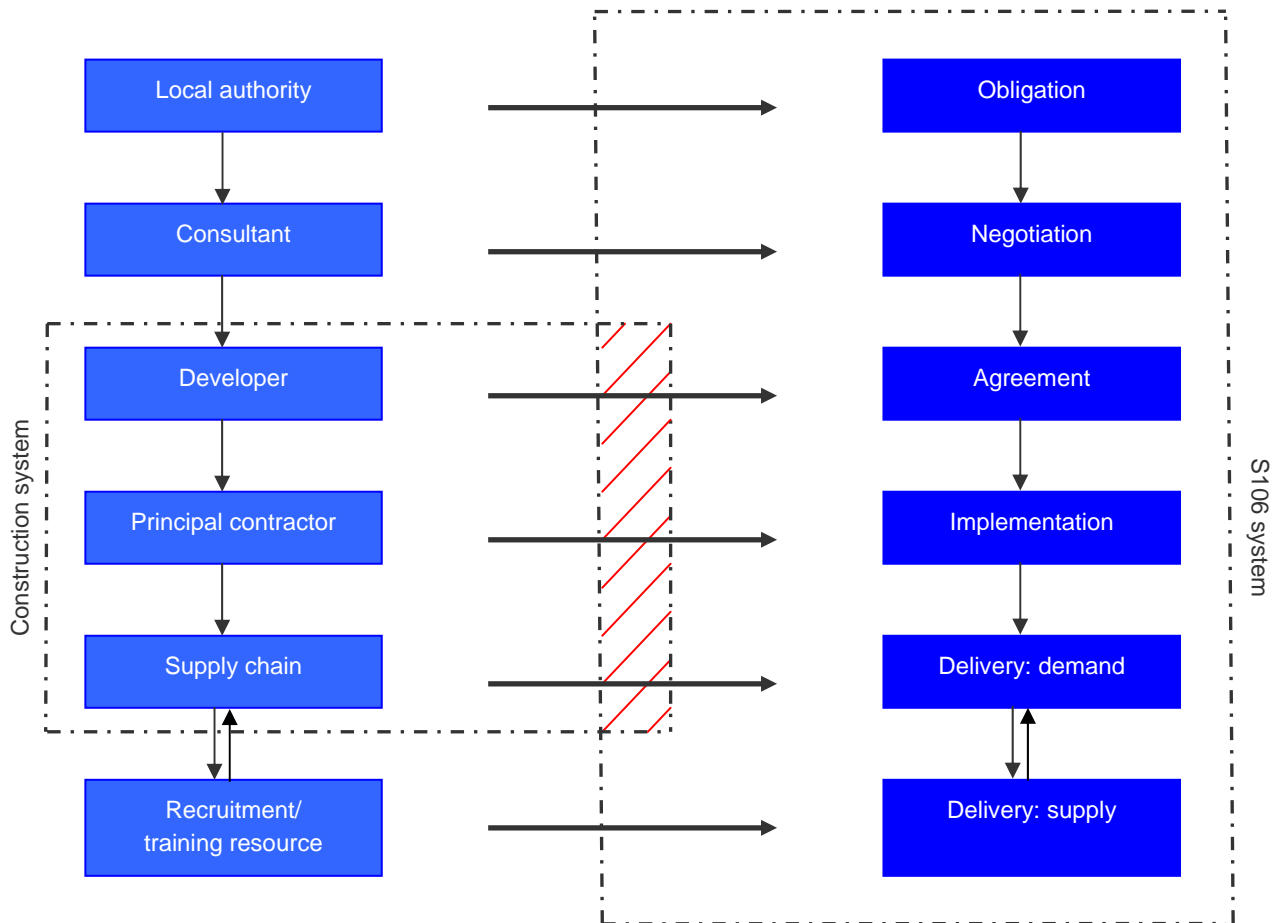 Local authority
Obligation
Consultant
Negotiation
Developer
Agreement
Principal contractor
Implementation
Supply chain
Delivery: demand
Recruitment/
training resource
Delivery: supply
Construction system
S106 system